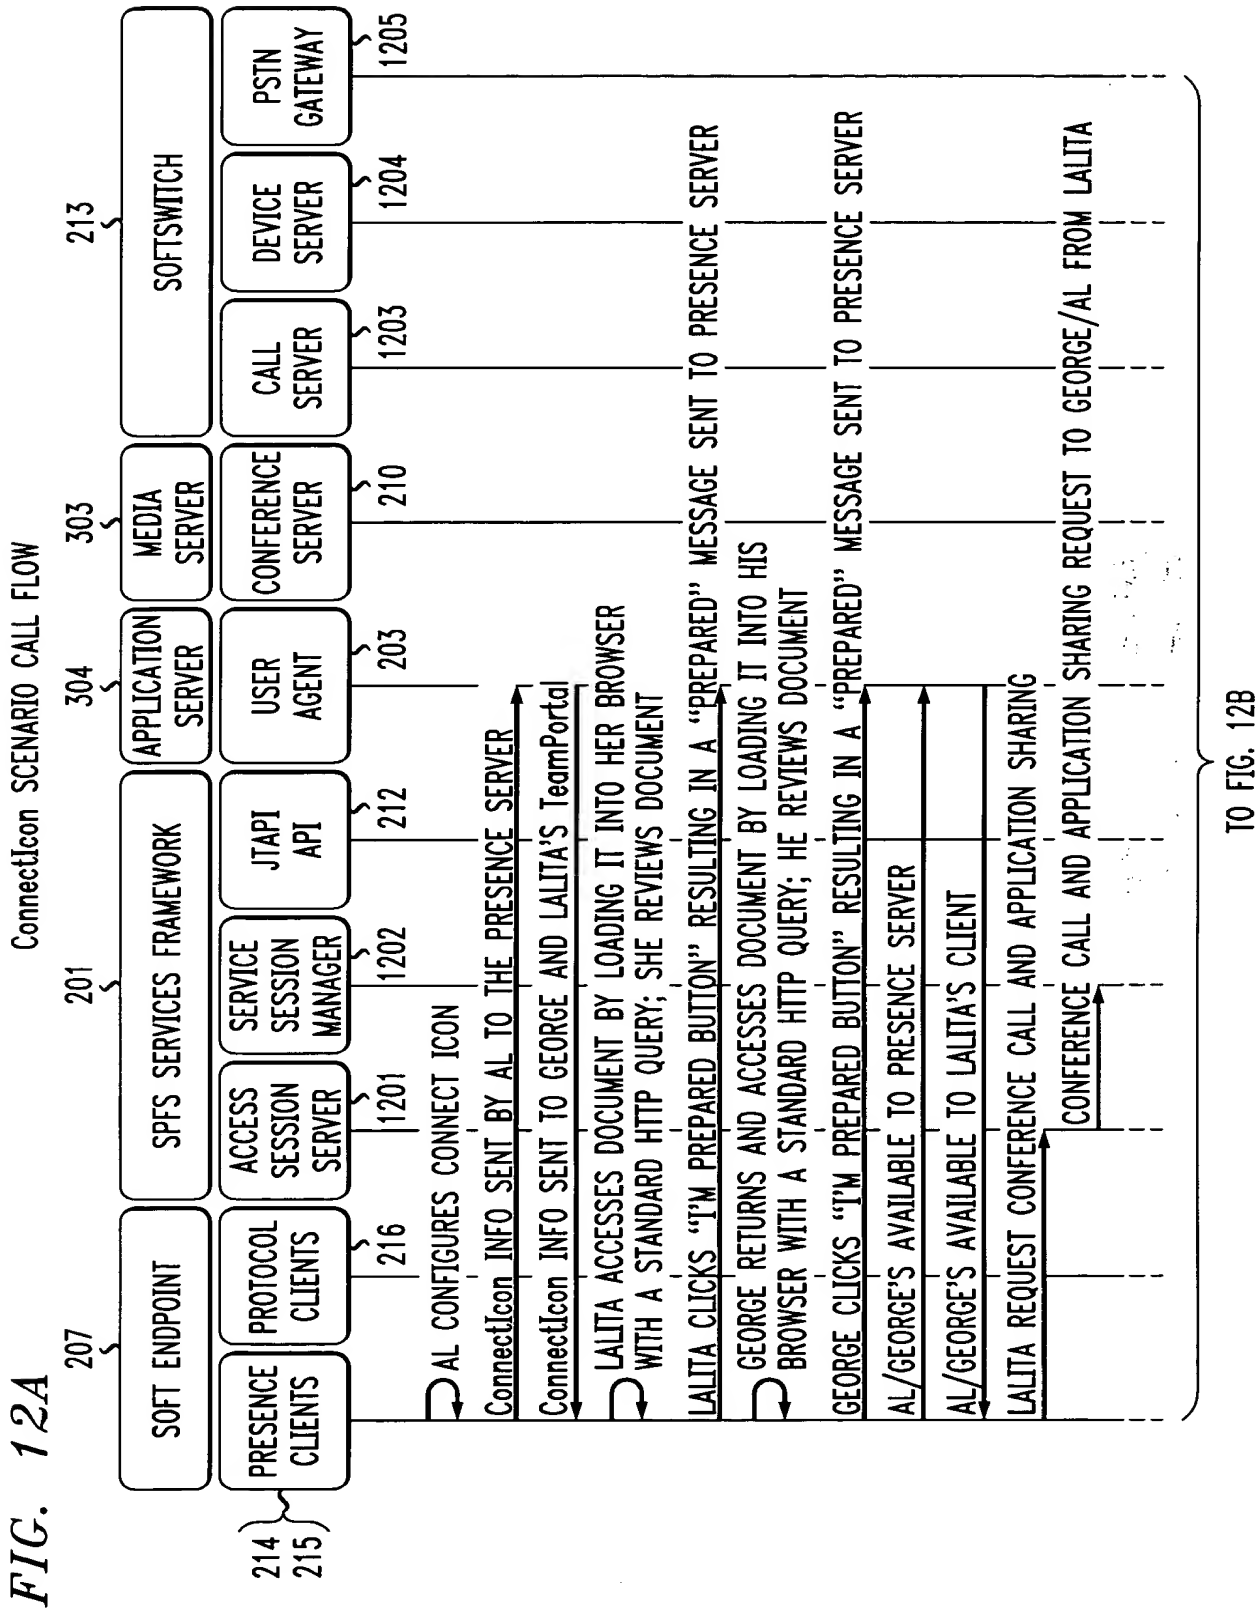 FIG. 12A
ConnectIcon SCENARIO CALL FLOW
207
201
304
303
213
SOFT ENDPOINT
SPFS SERVICES FRAMEWORK
APPLICATION
SERVER
MEDIA
SERVER
SOFTSWITCH
214
215
PRESENCE
CLIENTS
PROTOCOL
CLIENTS
ACCESS
SESSION
SERVER
SERVICE
SESSION
MANAGER
JTAPI
API
USER
AGENT
CONFERENCE
SERVER
CALL
SERVER
DEVICE
SERVER
PSTN
GATEWAY
216
1201
1202
212
203
210
1203
1204
1205
AL CONFIGURES CONNECT ICON
ConnectIcon INFO SENT BY AL TO THE PRESENCE SERVER
ConnectIcon INFO SENT TO GEORGE AND LALITA'S TeamPortal
LALITA ACCESSES DOCUMENT BY LOADING IT INTO HER BROWSER
WITH A STANDARD HTTP QUERY; SHE REVIEWS DOCUMENT
LALITA CLICKS “I'M PREPARED BUTTON” RESULTING IN A “PREPARED” MESSAGE SENT TO PRESENCE SERVER
GEORGE RETURNS AND ACCESSES DOCUMENT BY LOADING IT INTO HIS
BROWSER WITH A STANDARD HTTP QUERY; HE REVIEWS DOCUMENT
GEORGE CLICKS “I'M PREPARED BUTTON” RESULTING IN A “PREPARED” MESSAGE SENT TO PRESENCE SERVER
AL/GEORGE'S AVAILABLE TO PRESENCE SERVER
AL/GEORGE'S AVAILABLE TO LALITA'S CLIENT
LALITA REQUEST CONFERENCE CALL AND APPLICATION SHARING
CONFERENCE CALL AND APPLICATION SHARING REQUEST TO GEORGE/AL FROM LALITA
TO FIG. 12B